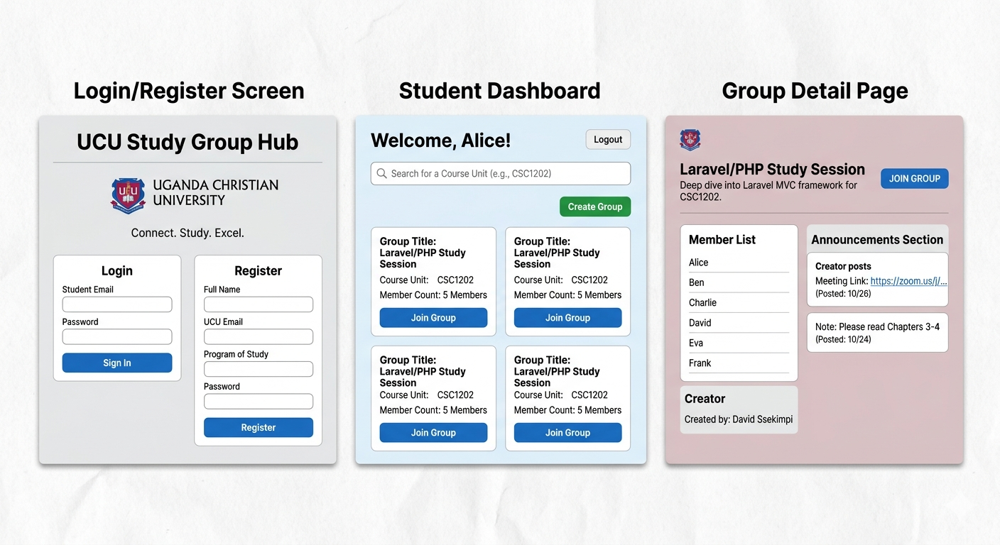 Login/Register Screen
UCU Study Group Hub
UCU
UGANDA CHRISTIAN
UNIVERSITY
Connect. Study. Excel.
Login
Student Email
Password
Sign In
Register
Full Name
UCU Email
Program of Study
Password
Register
Student Dashboard
Welcome, Alice!
Logout
Search for a Course Unit (e.g., CSC1202)
Create Group
Group Title:
Laravel/PHP Study
Session
Course Unit: CSC1202
Member Count: 5 Members
Join Group
Group Title:
Laravel/PHP Study
Session
Course Unit: CSC1202
Member Count: 5 Members
Join Group
Group Title:
Laravel/PHP Study
Session
Course Unit: CSC1202
Member Count: 5 Members
Join Group
Group Title:
Laravel/PHP Study
Session
Course Unit: CSC1202
Member Count: 5 Members
Join Group
Group Detail Page
Laravel/PHP Study Session
Deep dive into Laravel MVC framework for
CSC1202.
JOIN GROUP
Member List
Alice
Ben
Charlie
David
Eva
Frank
Creator
Created by: David Ssekimpi
Announcements Section
Creator posts
Meeting Link: https://zoom.us/j/...
(Posted: 10/26)
Note: Please read Chapters 3-4
(Posted: 10/24)